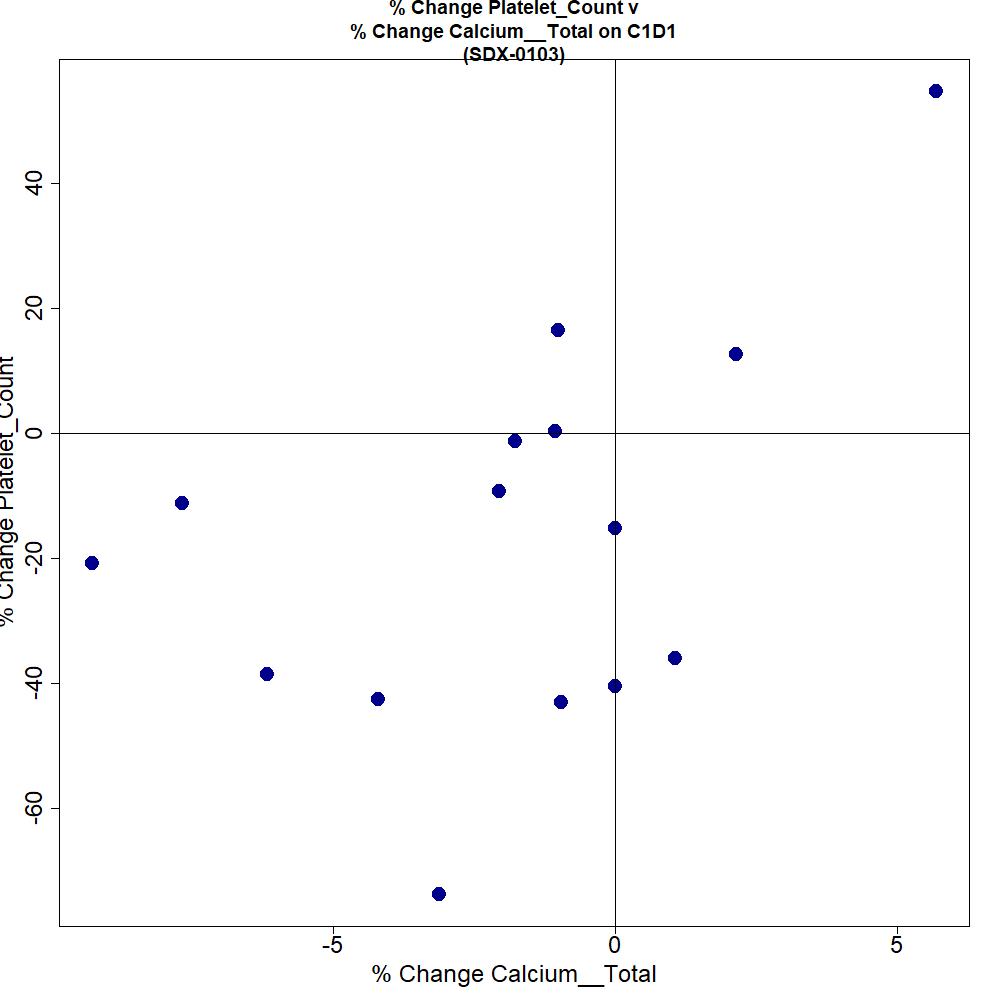 % Change Platelet_Count v
% Change Calcium__Total on C1D1
(SDX-0103)
% Change Platelet_Count
40
20
0
-20
-40
-60
-5
0
5
% Change Calcium__Total